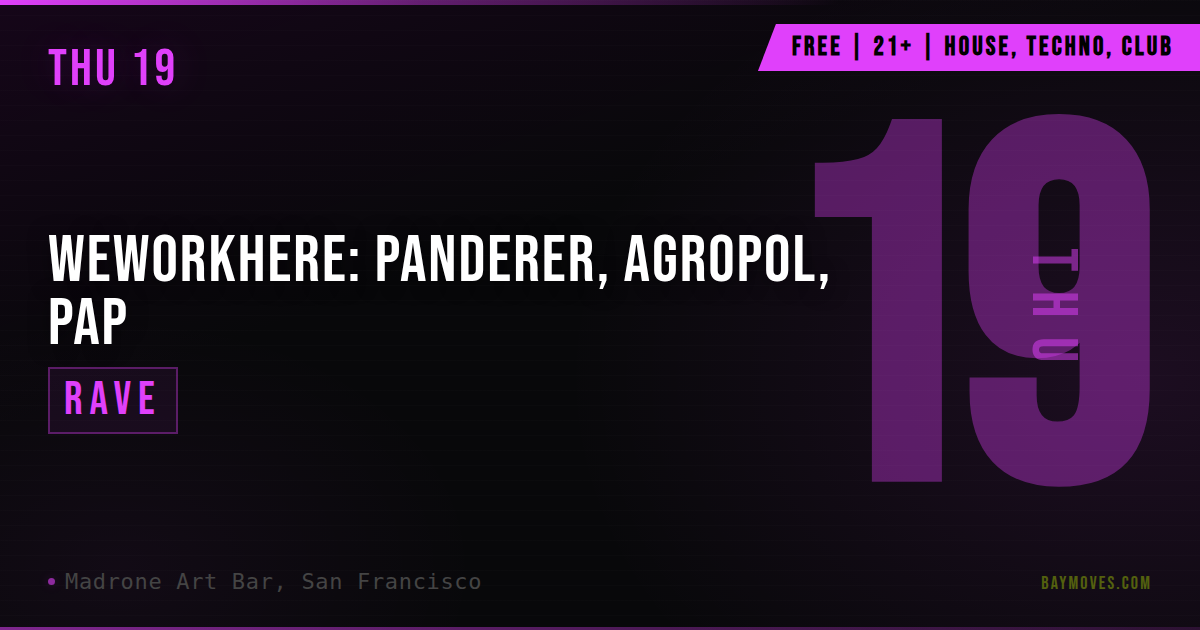 THU 19
FREE | 21+ | HOUSE, TECHNO, CLUB
19
THU
WEWORKHERE: PANDERER, AGROPOL,
PAP
RAVE
Madrone Art Bar, San Francisco
BAYMOVES.COM